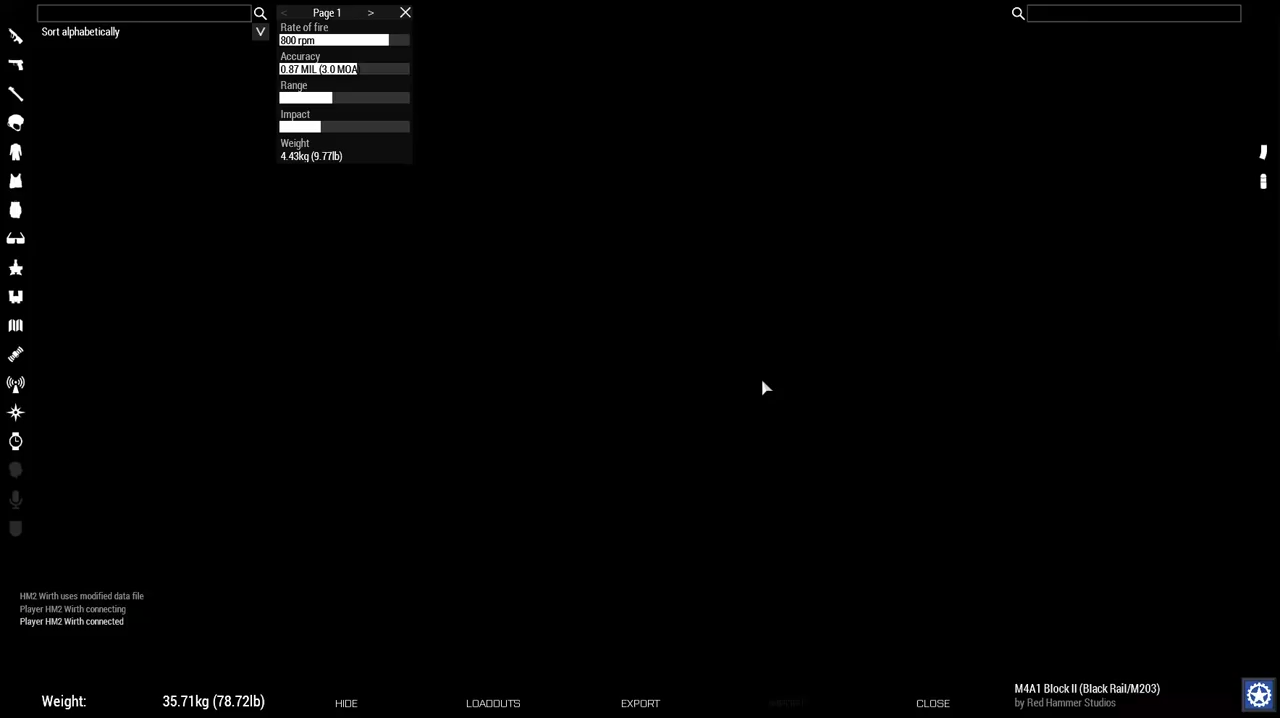 Sort alphabetically
V
< Page 1 >
Rate of fire
800 rpm
Accuracy
0.87 MIL (3.0 MOA
Range
Impact
Weight
4.43kg (9.77lb)
HM2 Wirth uses modified data file
Player HM2 Wirth connecting
Player HM2 Wirth connected
Weight: 35.71kg (78.72lb)
HIDE
LOADOUTS
EXPORT
CLOSE
M4A1 Block II (Black Rail/M203)
by Red Hammer Studios